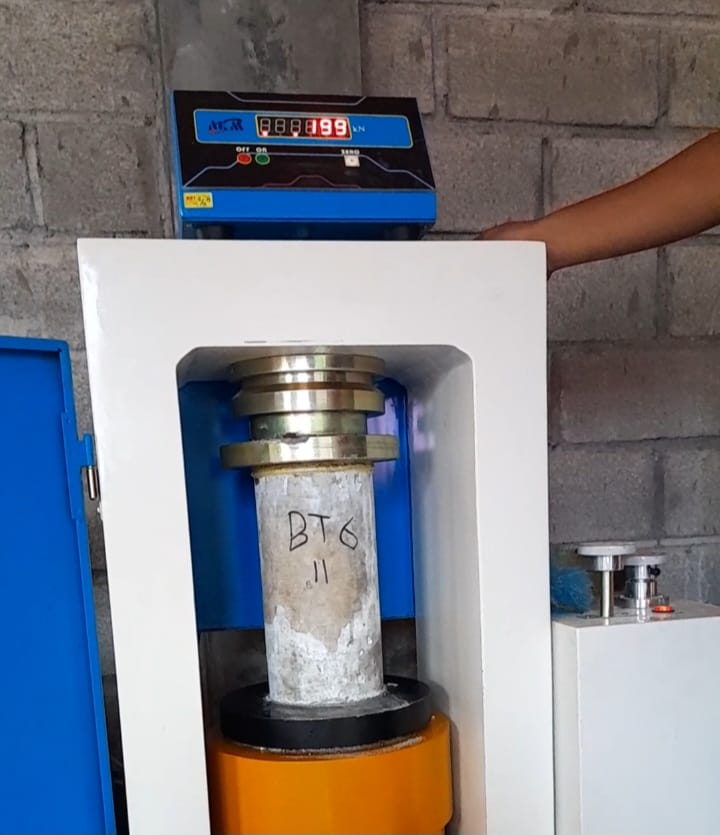 199 kN
OFF ON
ZERO
BT6
11